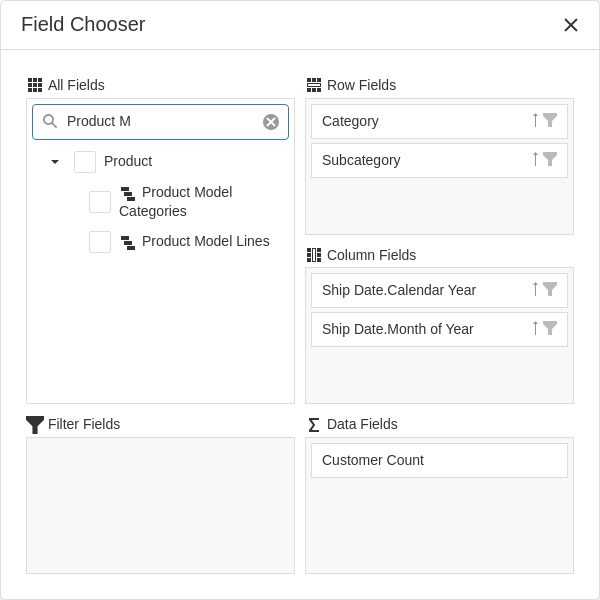 Field Chooser
All Fields
Product M
Product
Product Model
Categories
Product Model Lines
Row Fields
Category
Subcategory
Column Fields
Ship Date.Calendar Year
Ship Date.Month of Year
Filter Fields
Data Fields
Customer Count